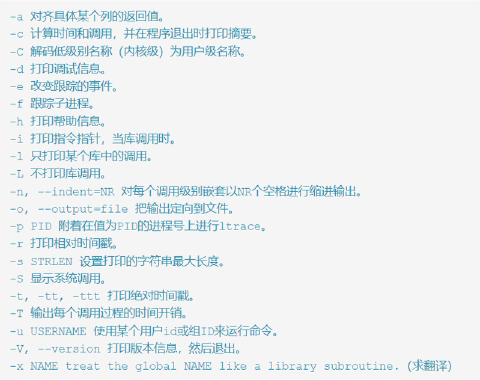 -a 对齐具体某个列的返回值。
-c 计算时间和调用，并在程序退出时打印摘要。
-C 解码低级别名称（内核级）为用户级名称。
-d 打印调试信息。
-e 改变跟踪的事件。
-f 跟踪子进程。
-h 打印帮助信息。
-i 打印指令指针，当库调用时。
-l 只打印某个库中的调用。
-L 不打印库调用。
-n, --indent=NR 对每个调用级别嵌套以NR个空格进行缩进输出。
-o, --output=file 把输出定向到文件。
-p PID 附着在值为PID的进程号上进行ltrace。
-r 打印相对时间戳。
-s STRLEN 设置打印的字符串最大长度。
-S 显示系统调用。
-t, -tt, -ttt 打印绝对时间戳。
-T 输出每个调用过程的时间开销。
-u USERNAME 使用某个用户id或组ID来运行命令。
-V, --version 打印版本信息，然后退出。
-x NAME treat the global NAME like a library subroutine.（求翻译）